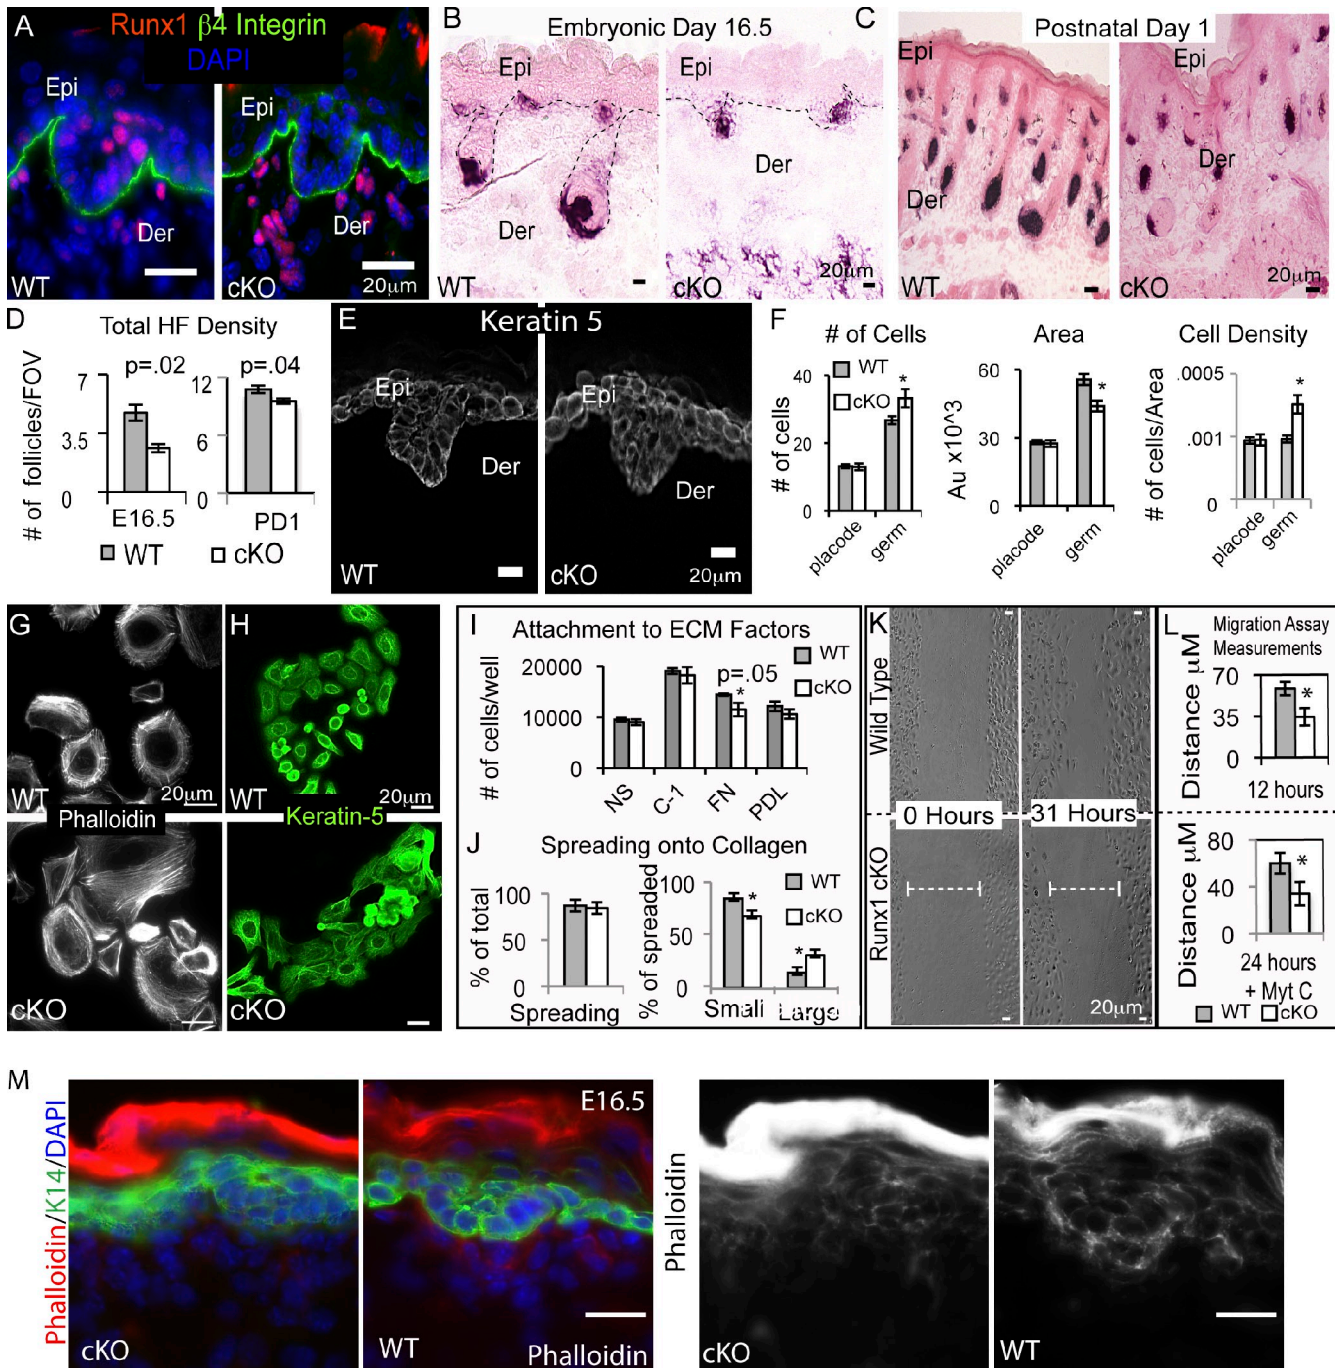 A
Runx1 β4 Integrin
DAPI
Epi
Der
WT
Epi
Der
cKO
20μm
B
Embryonic Day 16.5
Epi
Der
WT
Epi
Der
cKO
20μm
C
Postnatal Day 1
Epi
Der
WT
Epi
Der
cKO
20μm
D
Total HF Density
# of follicles/FOV
7
3.5
0
p=.02
E16.5
12
6
0
p=.04
PD1
WT
cKO
E
Keratin 5
Epi
WT
Epi
Der
Der
cKO
20μm
F
# of Cells
# of cells
40
20
0
WT
cKO
*
placode
germ
Area
Au x10^3
60
30
0
*
placode
germ
Cell Density
# of cells/Area
.0005
.001
0
*
placode
germ
G
WT
20μm
Phalloidin
cKO
H
WT
20μm
Keratin-5
cKO
I
Attachment to ECM Factors
# of cells/well
20000
10000
0
WT
cKO
p=.05
*
NS
C-1
FN
PDL
J
Spreading onto Collagen
% of total
100
50
0
Spreading
% of spreaded
100
50
0
*
*
WT
cKO
Small
Large
K
Wild Type
Runx1 cKO
0 Hours
31 Hours
20μm
L
Migration Assay
Measurements
Distance μM
70
35
0
*
12 hours
Distance μM
80
40
0
*
24 hours
+ Myt C
WT
cKO
M
Phalloidin/K14/DAPI
cKO
E16.5
WT
Phalloidin
Phalloidin
cKO
WT